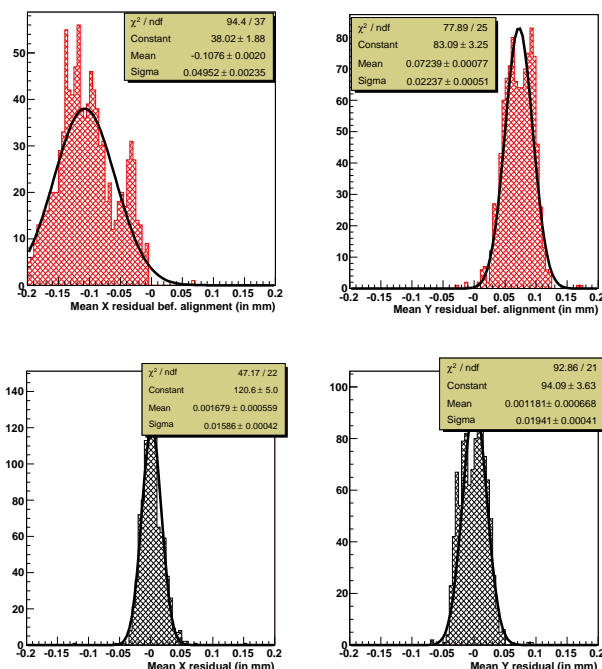 χ² / ndf 94.4 / 37
Constant 38.02 ± 1.88
Mean -0.1076 ± 0.0020
Sigma 0.04952 ± 0.00235
50
40
30
20
10
0
-0.2 -0.15 -0.1 -0.05 -0 0.05 0.1 0.15 0.2
Mean X residual bef. alignment (in mm)
χ² / ndf 77.89 / 25
Constant 83.09 ± 3.25
Mean 0.07239 ± 0.00077
Sigma 0.02237 ± 0.00051
80
70
60
50
40
30
20
10
0
-0.2 -0.15 -0.1 -0.05 -0 0.05 0.1 0.15 0.2
Mean Y residual bef. alignment (in mm)
χ² / ndf 47.17 / 22
Constant 120.6 ± 5.0
Mean 0.001679 ± 0.000559
Sigma 0.01586 ± 0.00042
140
120
100
80
60
40
20
0
-0.2 -0.15 -0.1 -0.05 -0 0.05 0.1 0.15 0.2
Mean X residual (in mm)
χ² / ndf 92.86 / 21
Constant 94.09 ± 3.63
Mean 0.001181 ± 0.000668
Sigma 0.01941 ± 0.00041
100
80
60
40
20
0
-0.2 -0.15 -0.1 -0.05 -0 0.05 0.1 0.15 0.2
Mean Y residual (in mm)